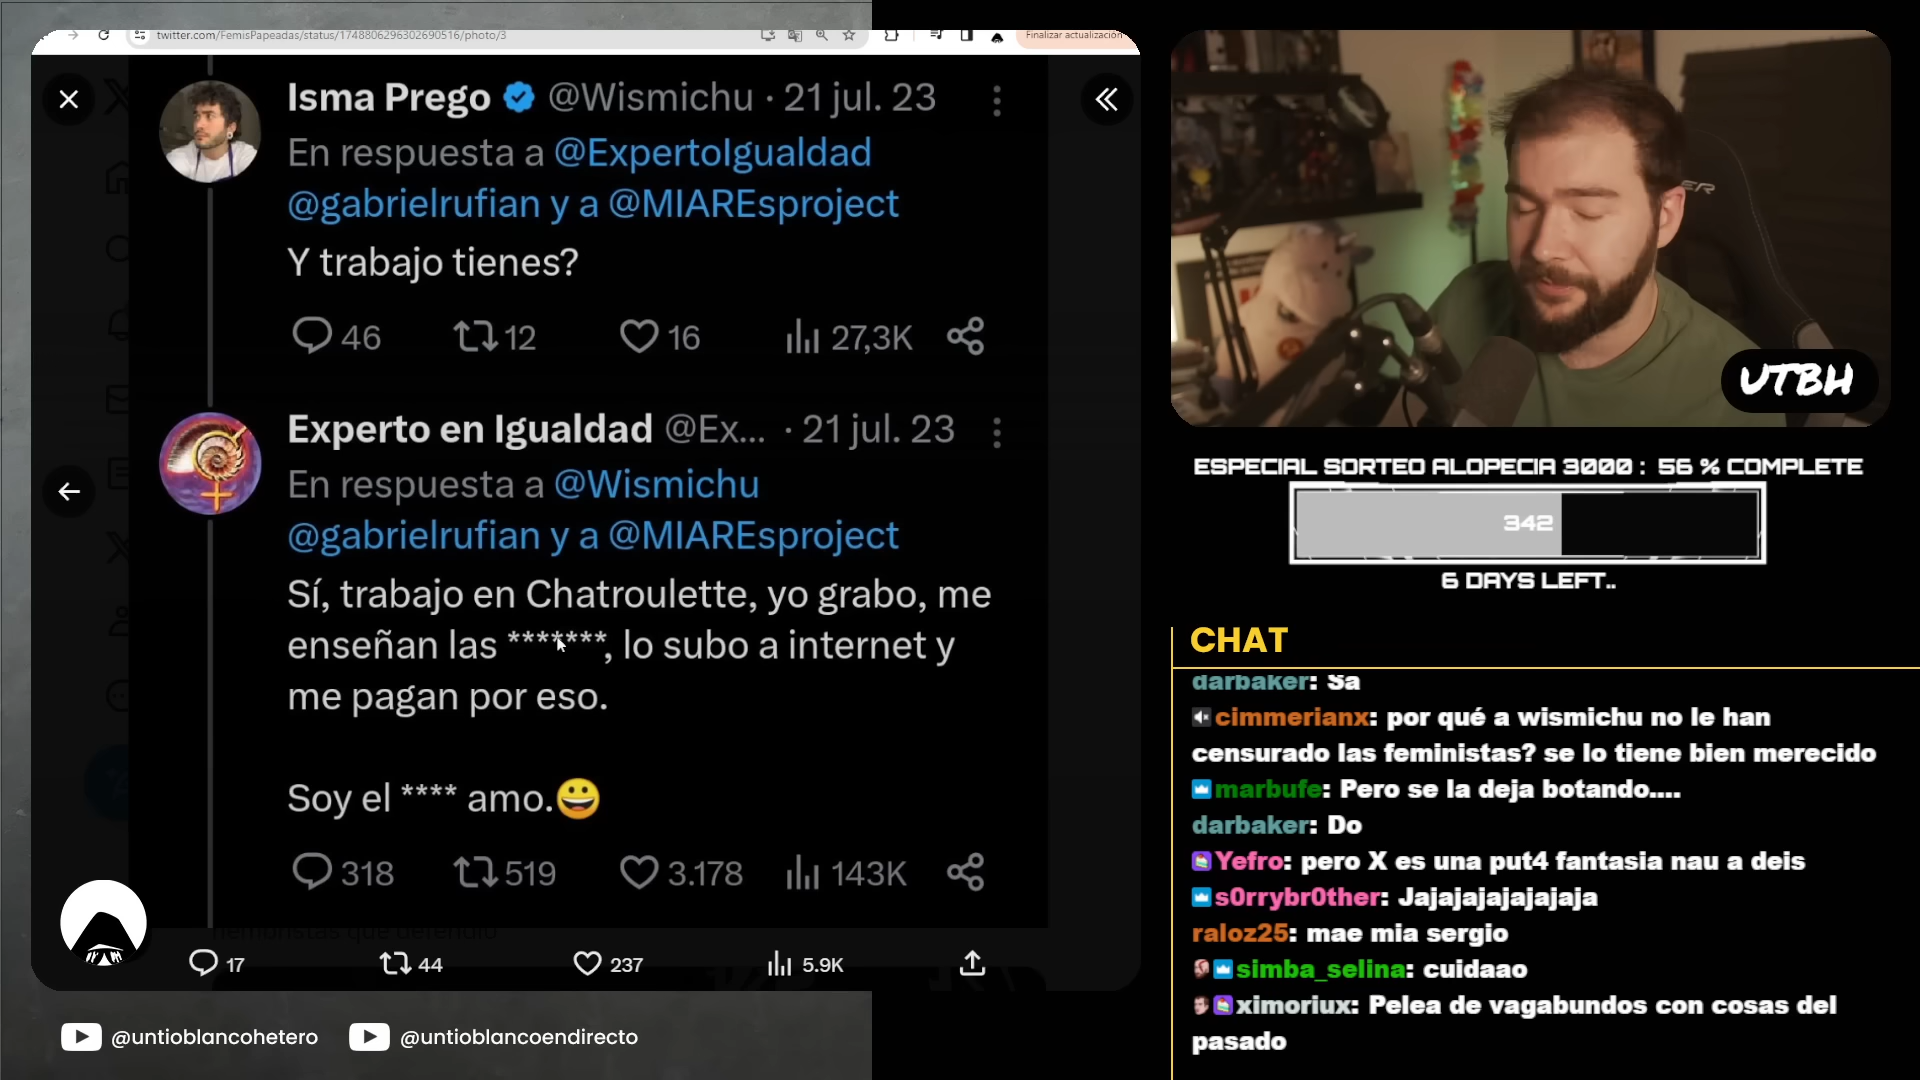 twitter.com/FemisPapeadas/status/1748806296302690516/photo/3
Finalizar actualización
Isma Prego @Wismichu · 21 jul. 23
En respuesta a @ExpertoIgualdad
@gabrielrufian y a @MIAREsproject
Y trabajo tienes?
46 12 16 27,3K
Experto en Igualdad @Ex... · 21 jul. 23
En respuesta a @Wismichu
@gabrielrufian y a @MIAREsproject
Sí, trabajo en Chatroulette, yo grabo, me
enseñan las *******, lo subo a internet y
me pagan por eso.
Soy el **** amo.😀
318 519 3.178 143K
17 44 237 5.9K
@untioblancohetero @untioblancoendirecto
UTBH
ESPECIAL SORTEO ALOPECIA 3000 : 56 % COMPLETE
342
6 DAYS LEFT..
CHAT
darbaker: Sa
cimmerianx: por qué a wismichu no le han
censurado las feministas? se lo tiene bien merecido
marbufe: Pero se la deja botando....
darbaker: Do
Yefro: pero X es una put4 fantasia nau a deis
s0rrybr0ther: Jajajajajajajaja
raloz25: mae mia sergio
simba_selina: cuidaao
ximoriux: Pelea de vagabundos con cosas del
pasado